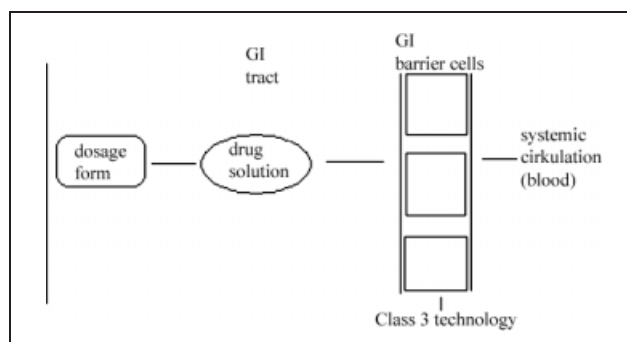 GI
tract
GI
barrier cells
dosage
form
drug
solution
systemic
cirkulation
(blood)
Class 3 technology